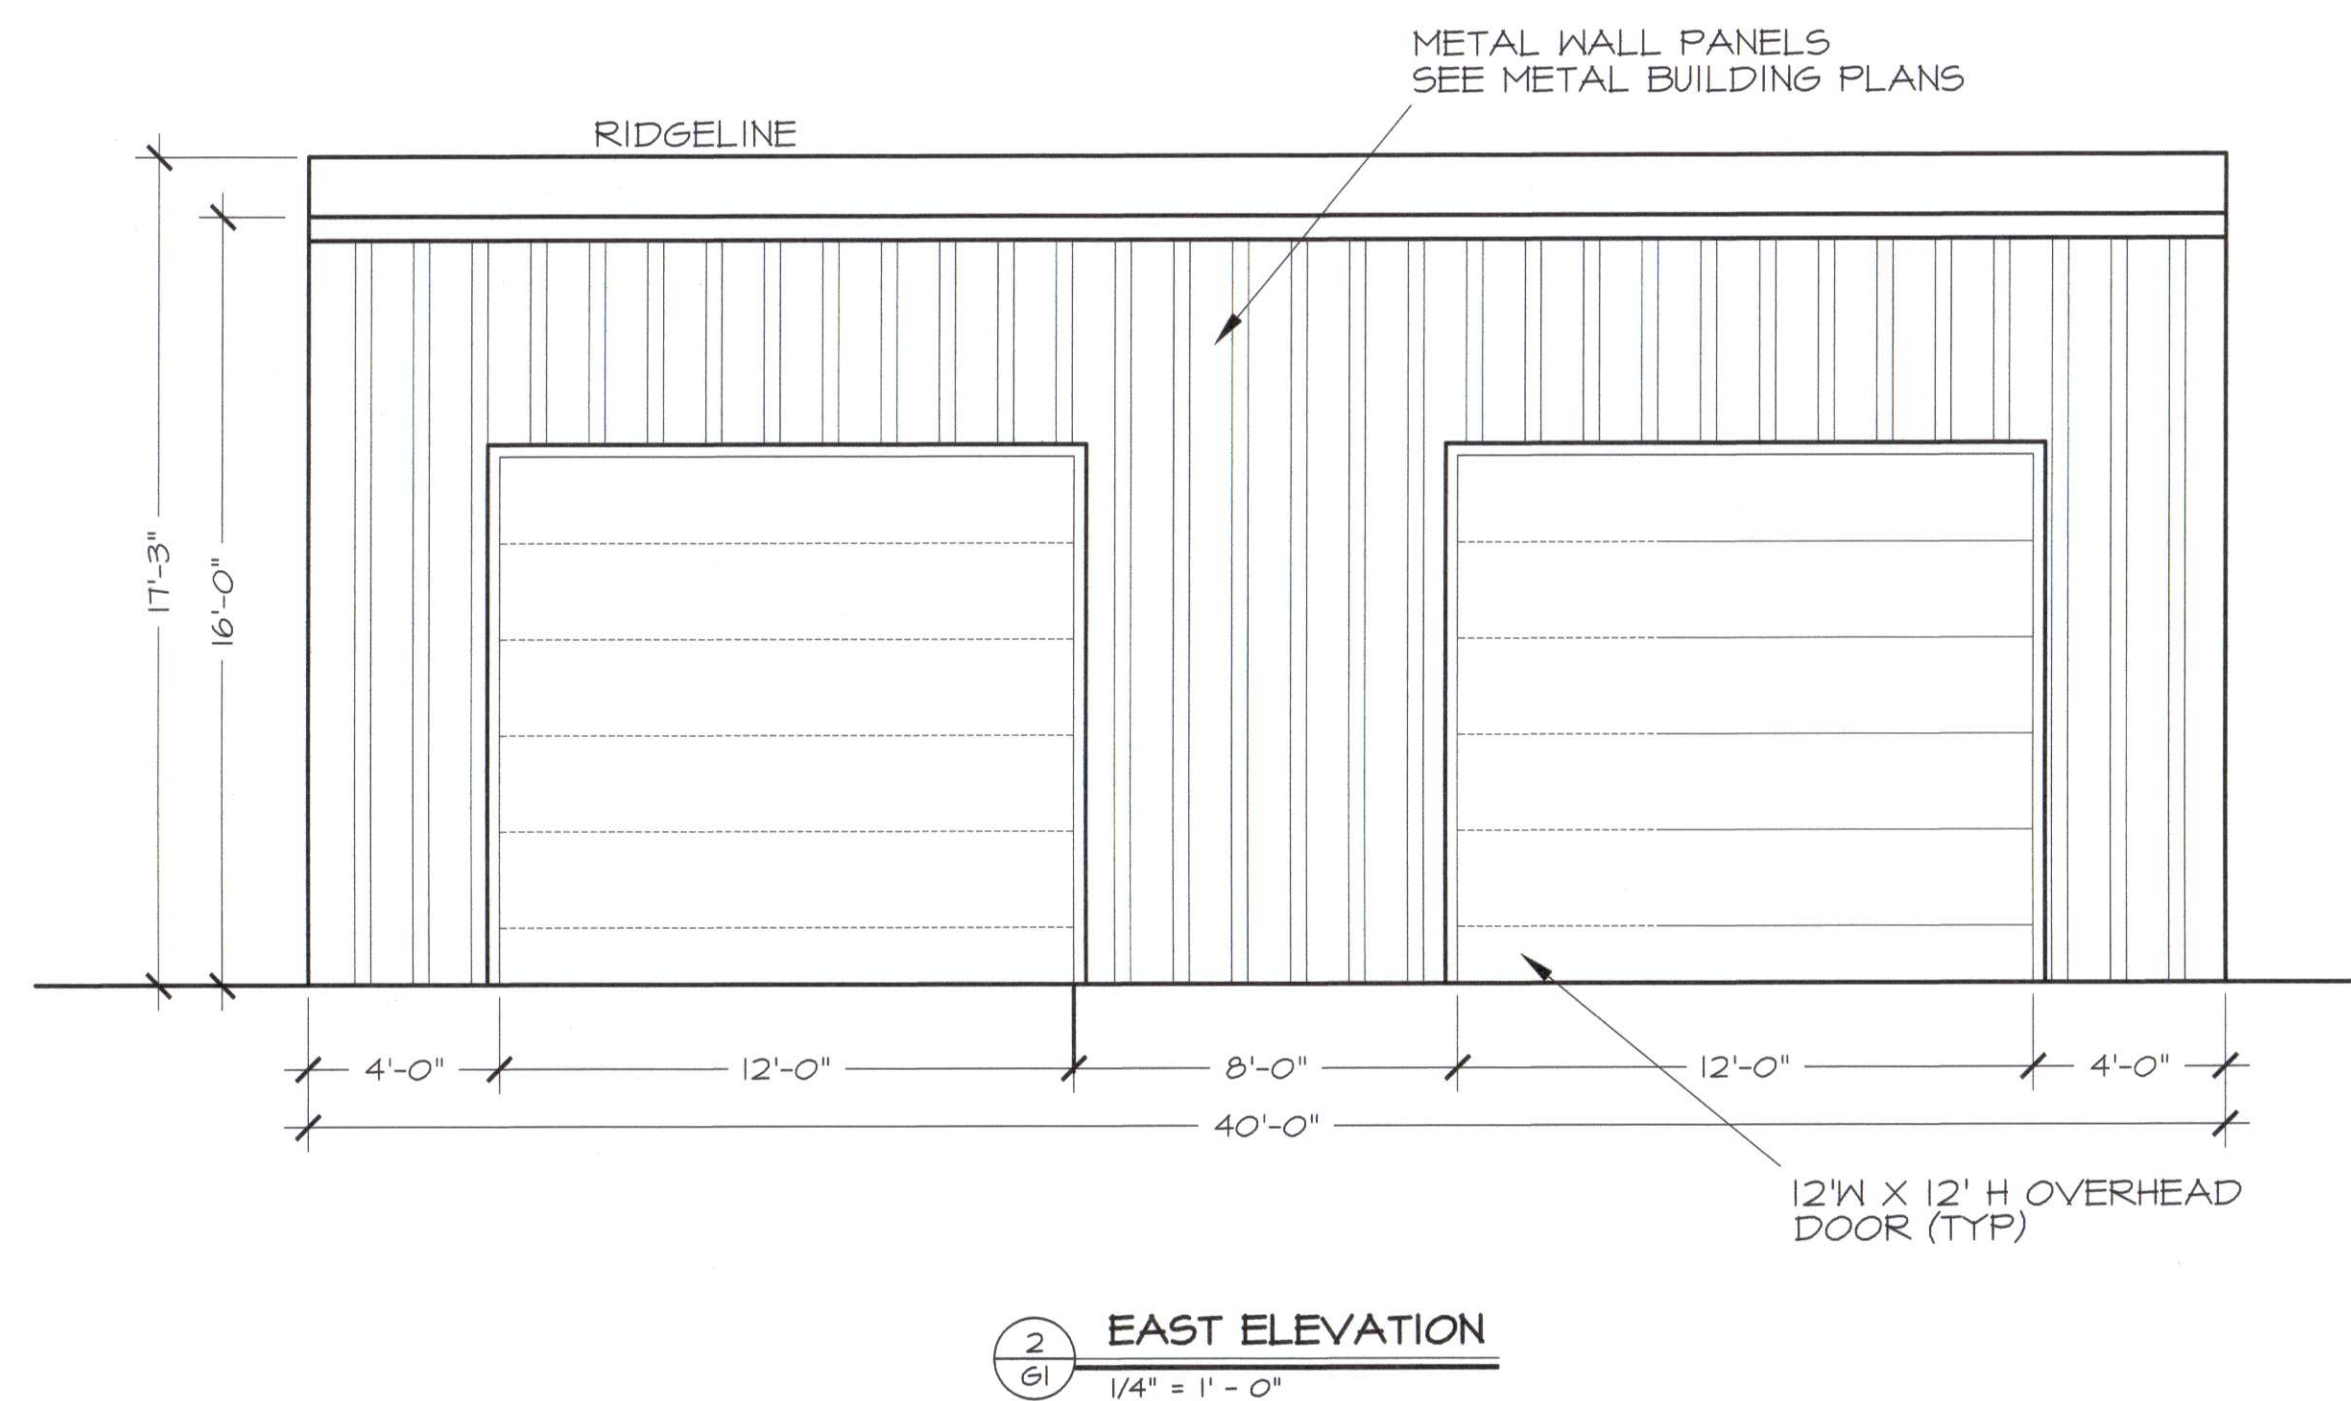 METAL WALL PANELS
SEE METAL BUILDING PLANS
RIDGELINE
17'-3"
16'-0"
4'-0"
12'-0"
8'-0"
12'-0"
4'-0"
40'-0"
12'W X 12' H OVERHEAD
DOOR (TYP)
2
G1
EAST ELEVATION
1/4" = 1' - 0"